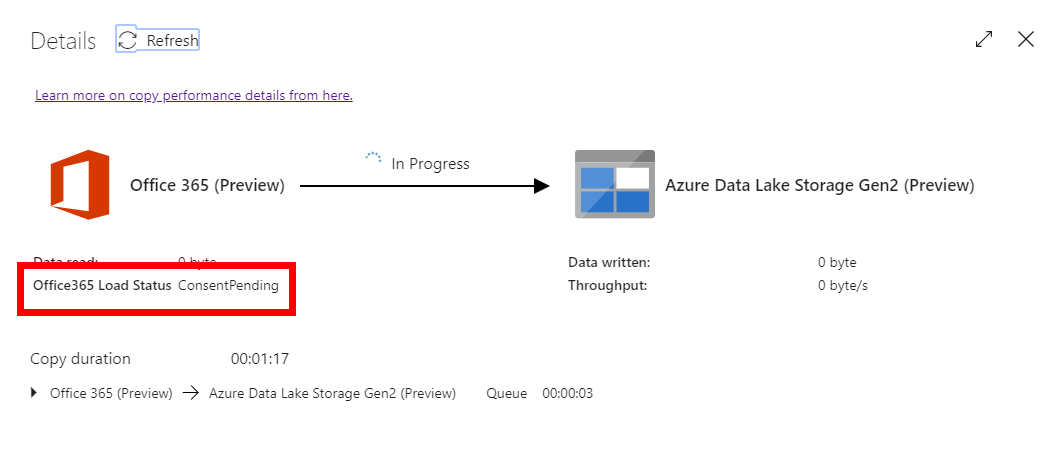 Details Refresh
Learn more on copy performance details from here.
In Progress
Office 365 (Preview) Azure Data Lake Storage Gen2 (Preview)
Data read: 0 byte Data written: 0 byte
Office365 Load Status ConsentPending Throughput: 0 byte/s
Copy duration 00:01:17
Office 365 (Preview) Azure Data Lake Storage Gen2 (Preview) Queue 00:00:03